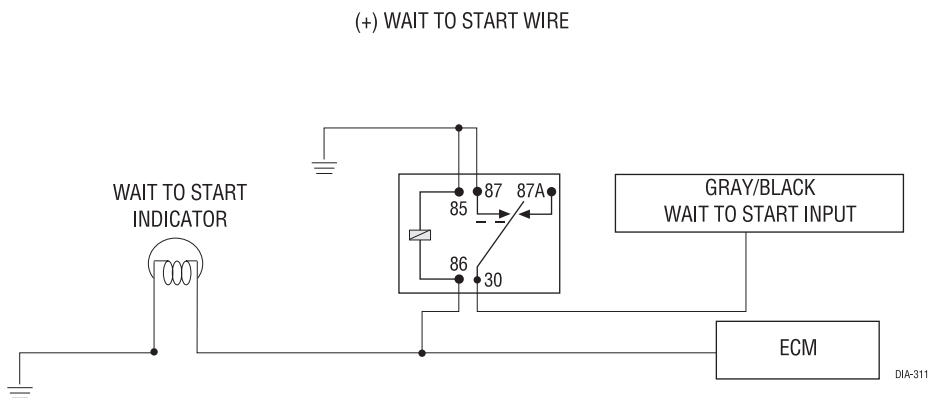 (+) WAIT TO START WIRE
WAIT TO START
INDICATOR
85
87
87A
86
30
GRAY/BLACK
WAIT TO START INPUT
ECM
DIA-311